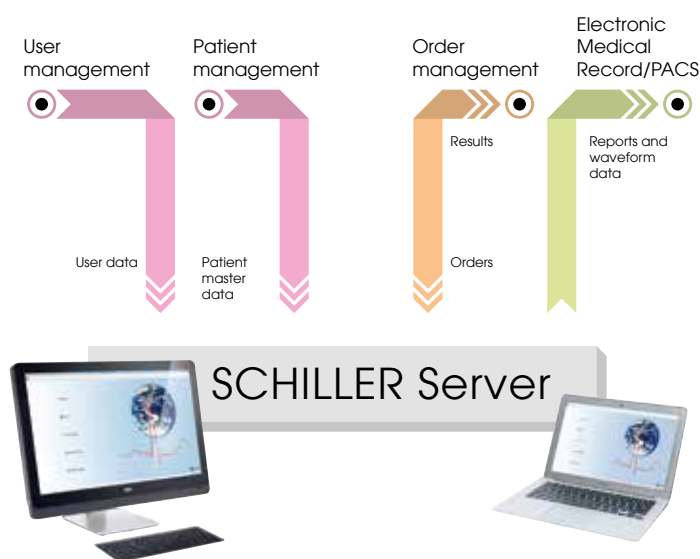 User
management
Patient
management
Order
management
Electronic
Medical
Record/PACS
Results
Reports and
waveform
data
User data
Patient
master
data
Orders
SCHILLER Server